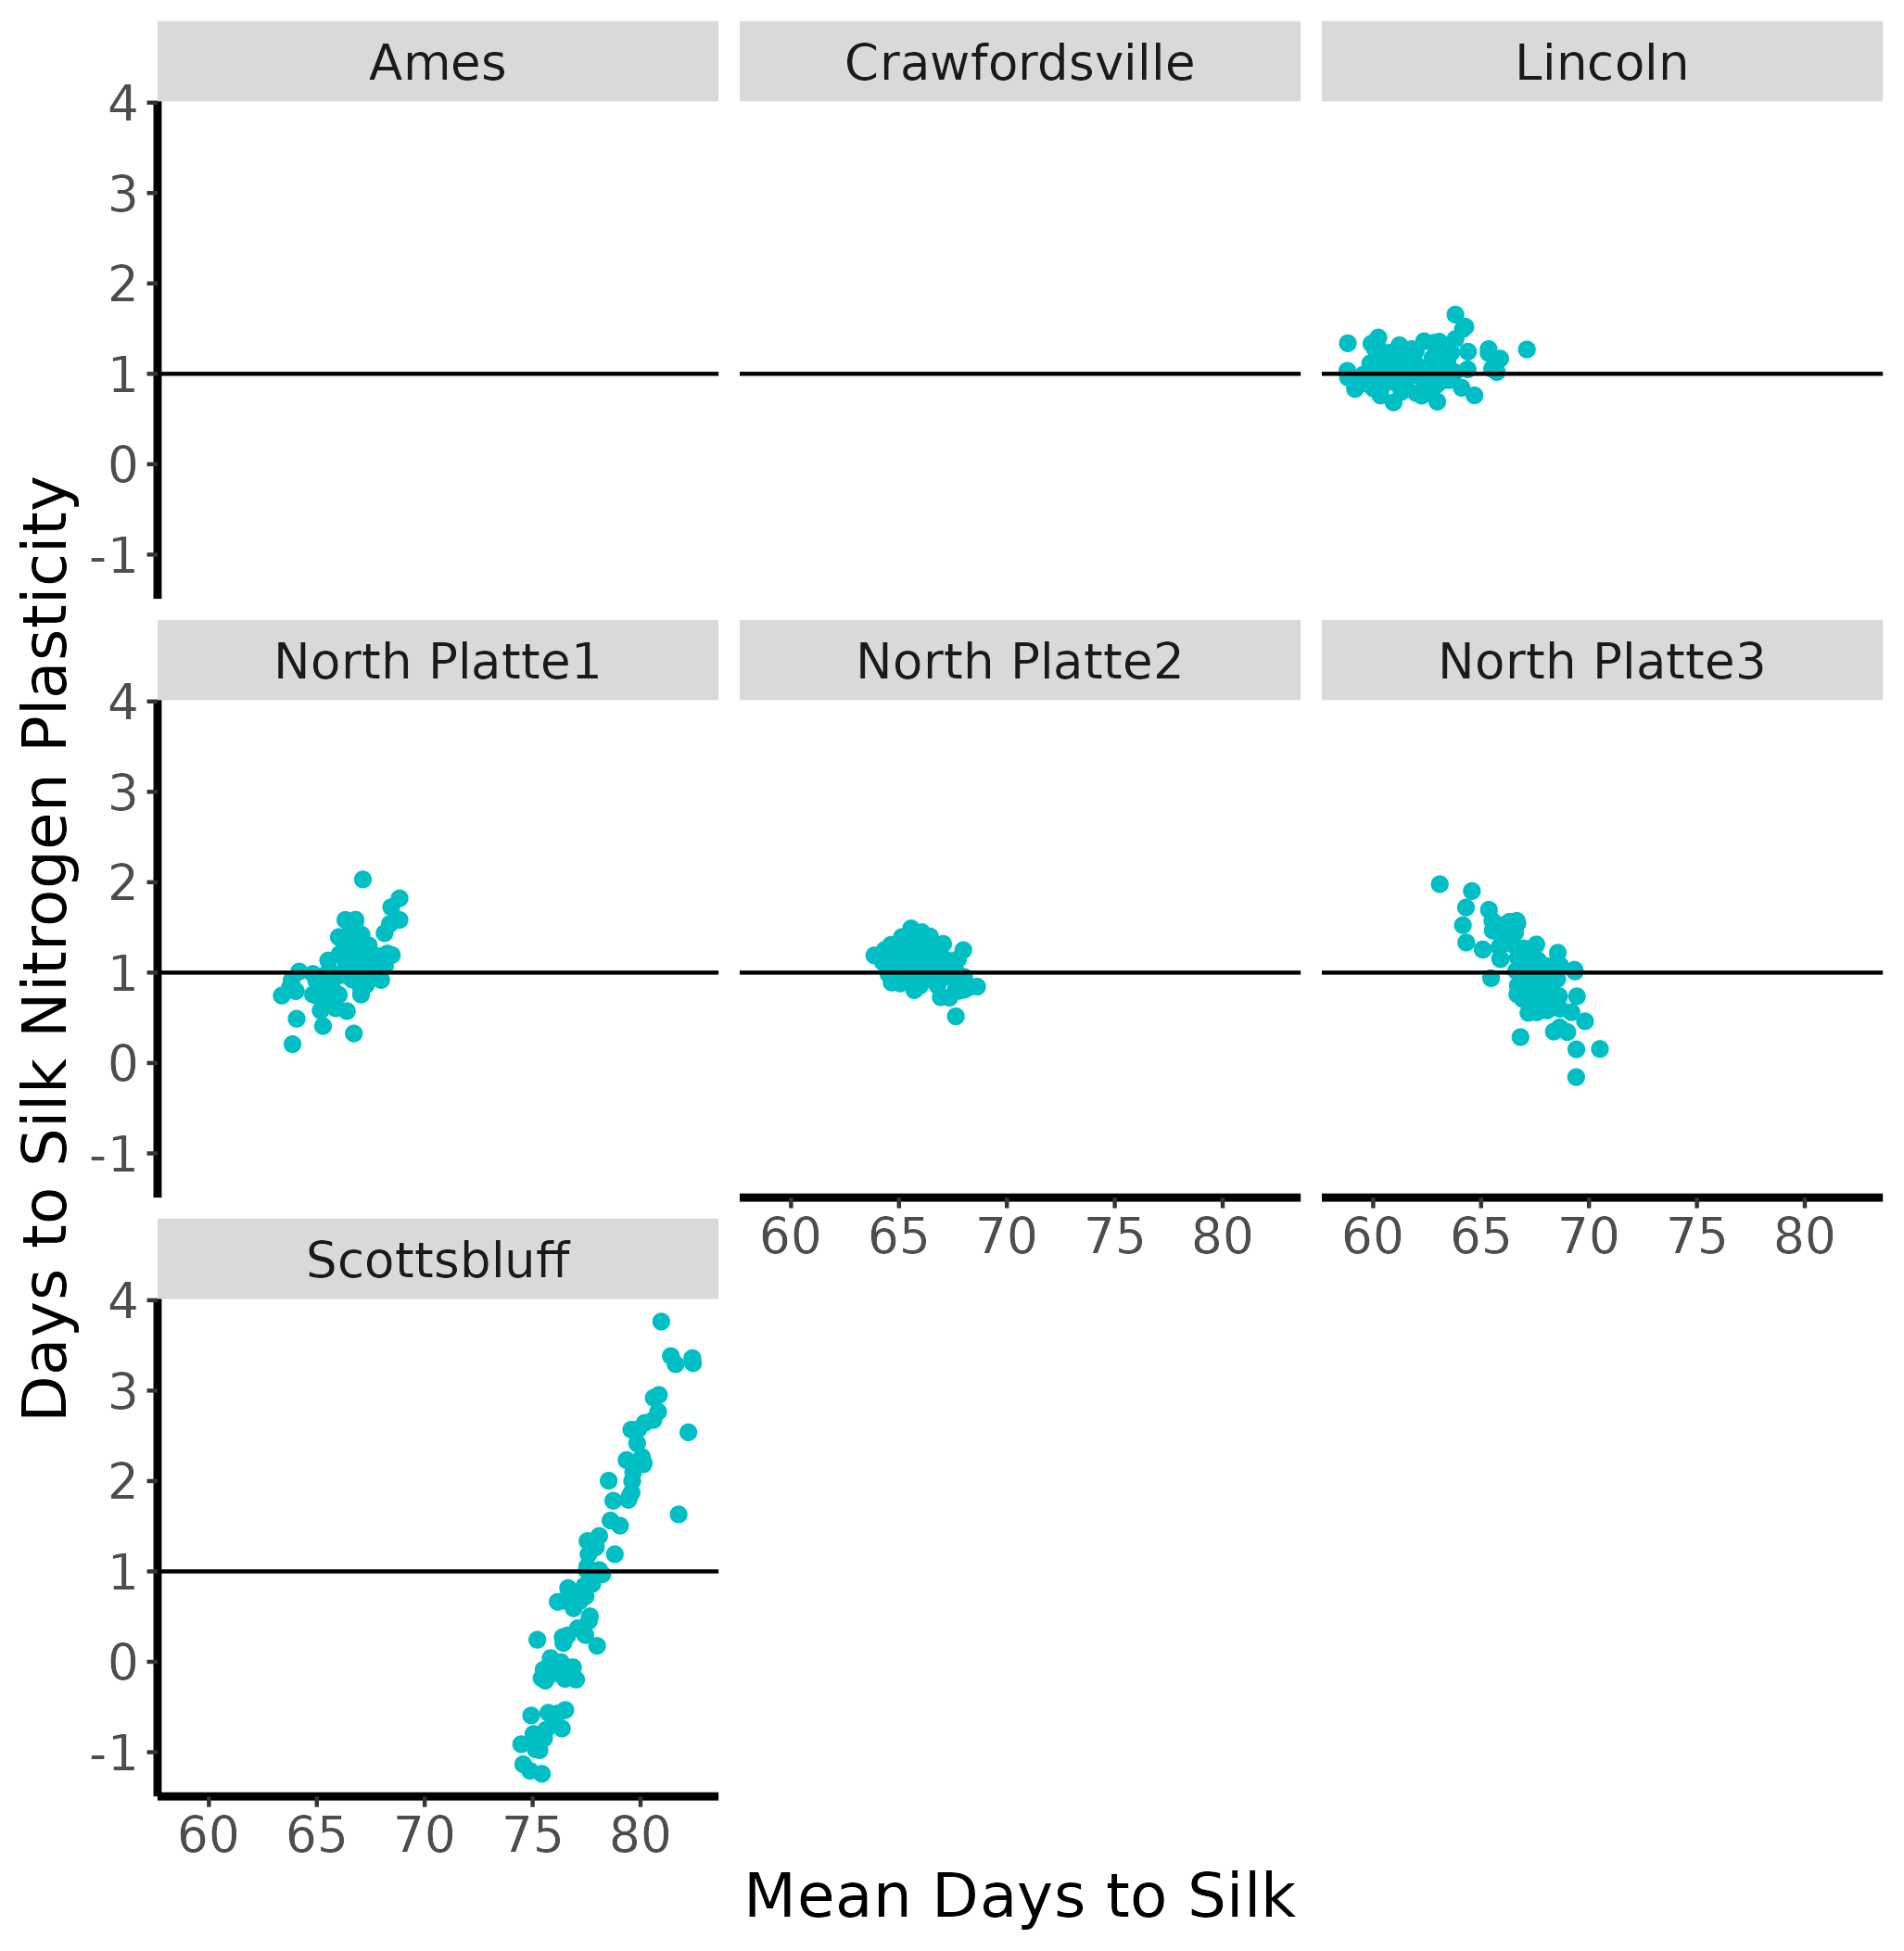 Ames
Crawfordsville
Lincoln
4
3
2
1
0
-1
North Platte1
North Platte2
North Platte3
4
3
2
1
0
-1
60 65 70 75 80
60 65 70 75 80
Scottsbluff
4
3
2
1
0
-1
60 65 70 75 80
Mean Days to Silk
Days to Silk Nitrogen Plasticity